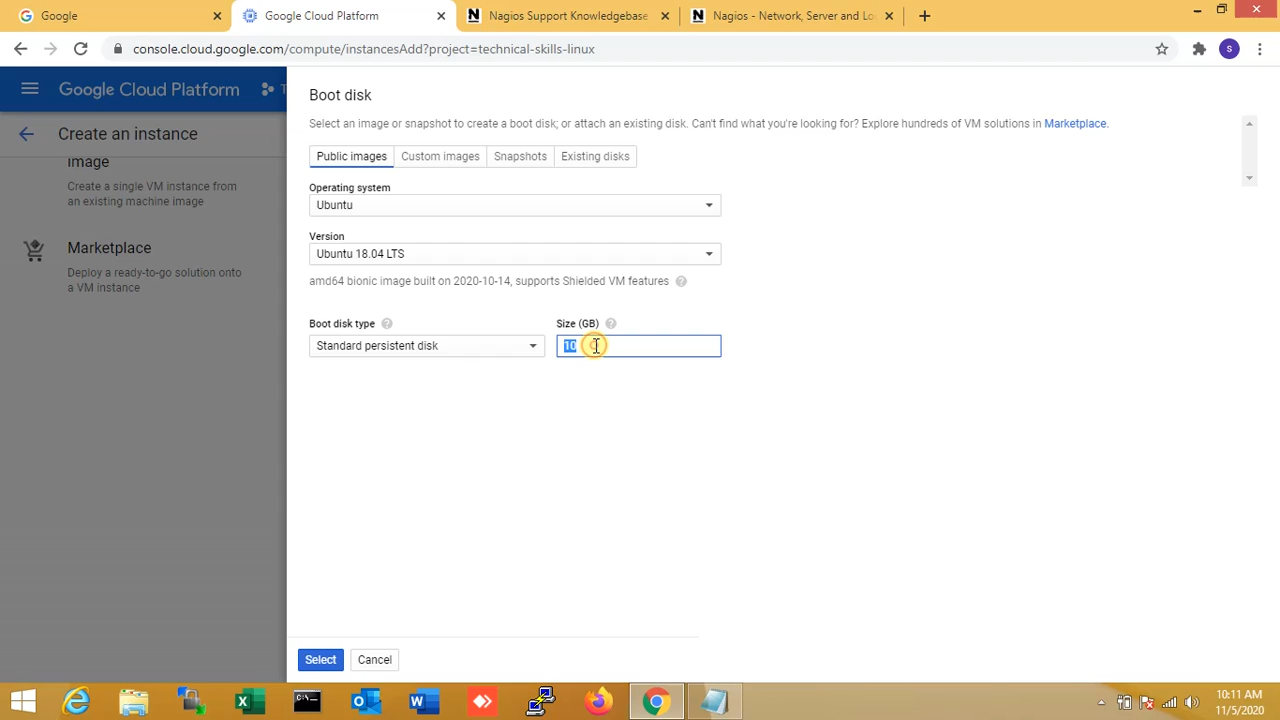 Google
Google Cloud Platform
Nagios Support Knowledgebase
Nagios - Network, Server and Lo
console.cloud.google.com/compute/instancesAdd?project=technical-skills-linux
S
Google Cloud Platform
T
Create an instance
image
Create a single VM instance from
an existing machine image
Marketplace
Deploy a ready-to-go solution onto
a VM instance
Boot disk
Select an image or snapshot to create a boot disk; or attach an existing disk. Can't find what you're looking for? Explore hundreds of VM solutions in Marketplace.
Public images
Custom images
Snapshots
Existing disks
Operating system
Ubuntu
Version
Ubuntu 18.04 LTS
amd64 bionic image built on 2020-10-14, supports Shielded VM features
Boot disk type
Size (GB)
Standard persistent disk
10
Select
Cancel
10:11 AM
11/5/2020